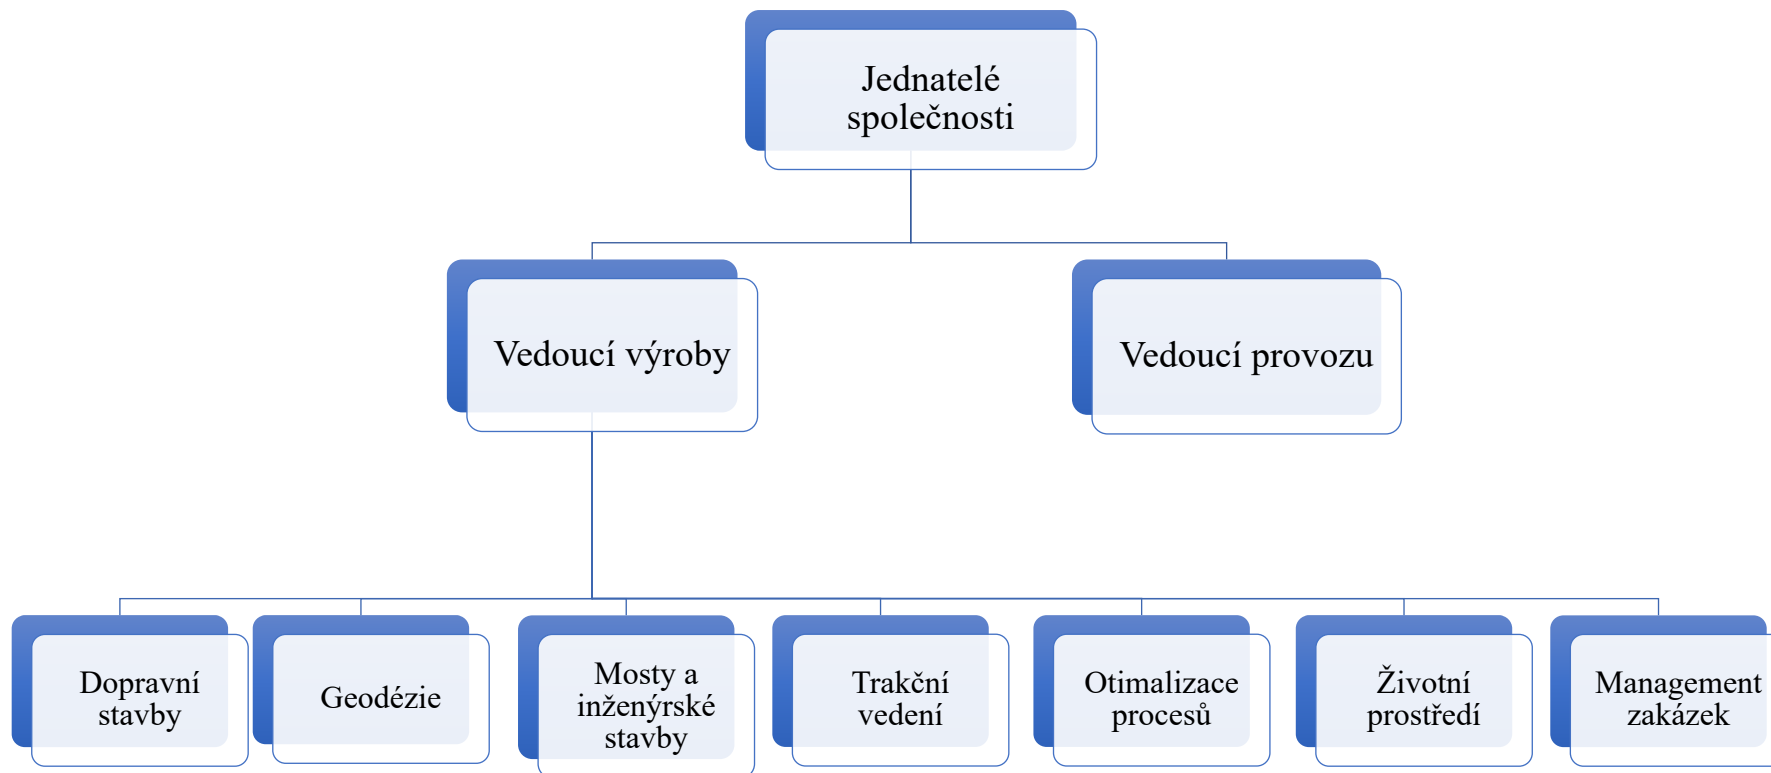 Jednatelé
společnosti
Vedoucí výroby
Vedoucí provozu
Dopravní
stavby
Geodézie
Mosty a
inženýrské
stavby
Trakční
vedení
Otimalizace
procesů
Životní
prostředí
Management
zakázek